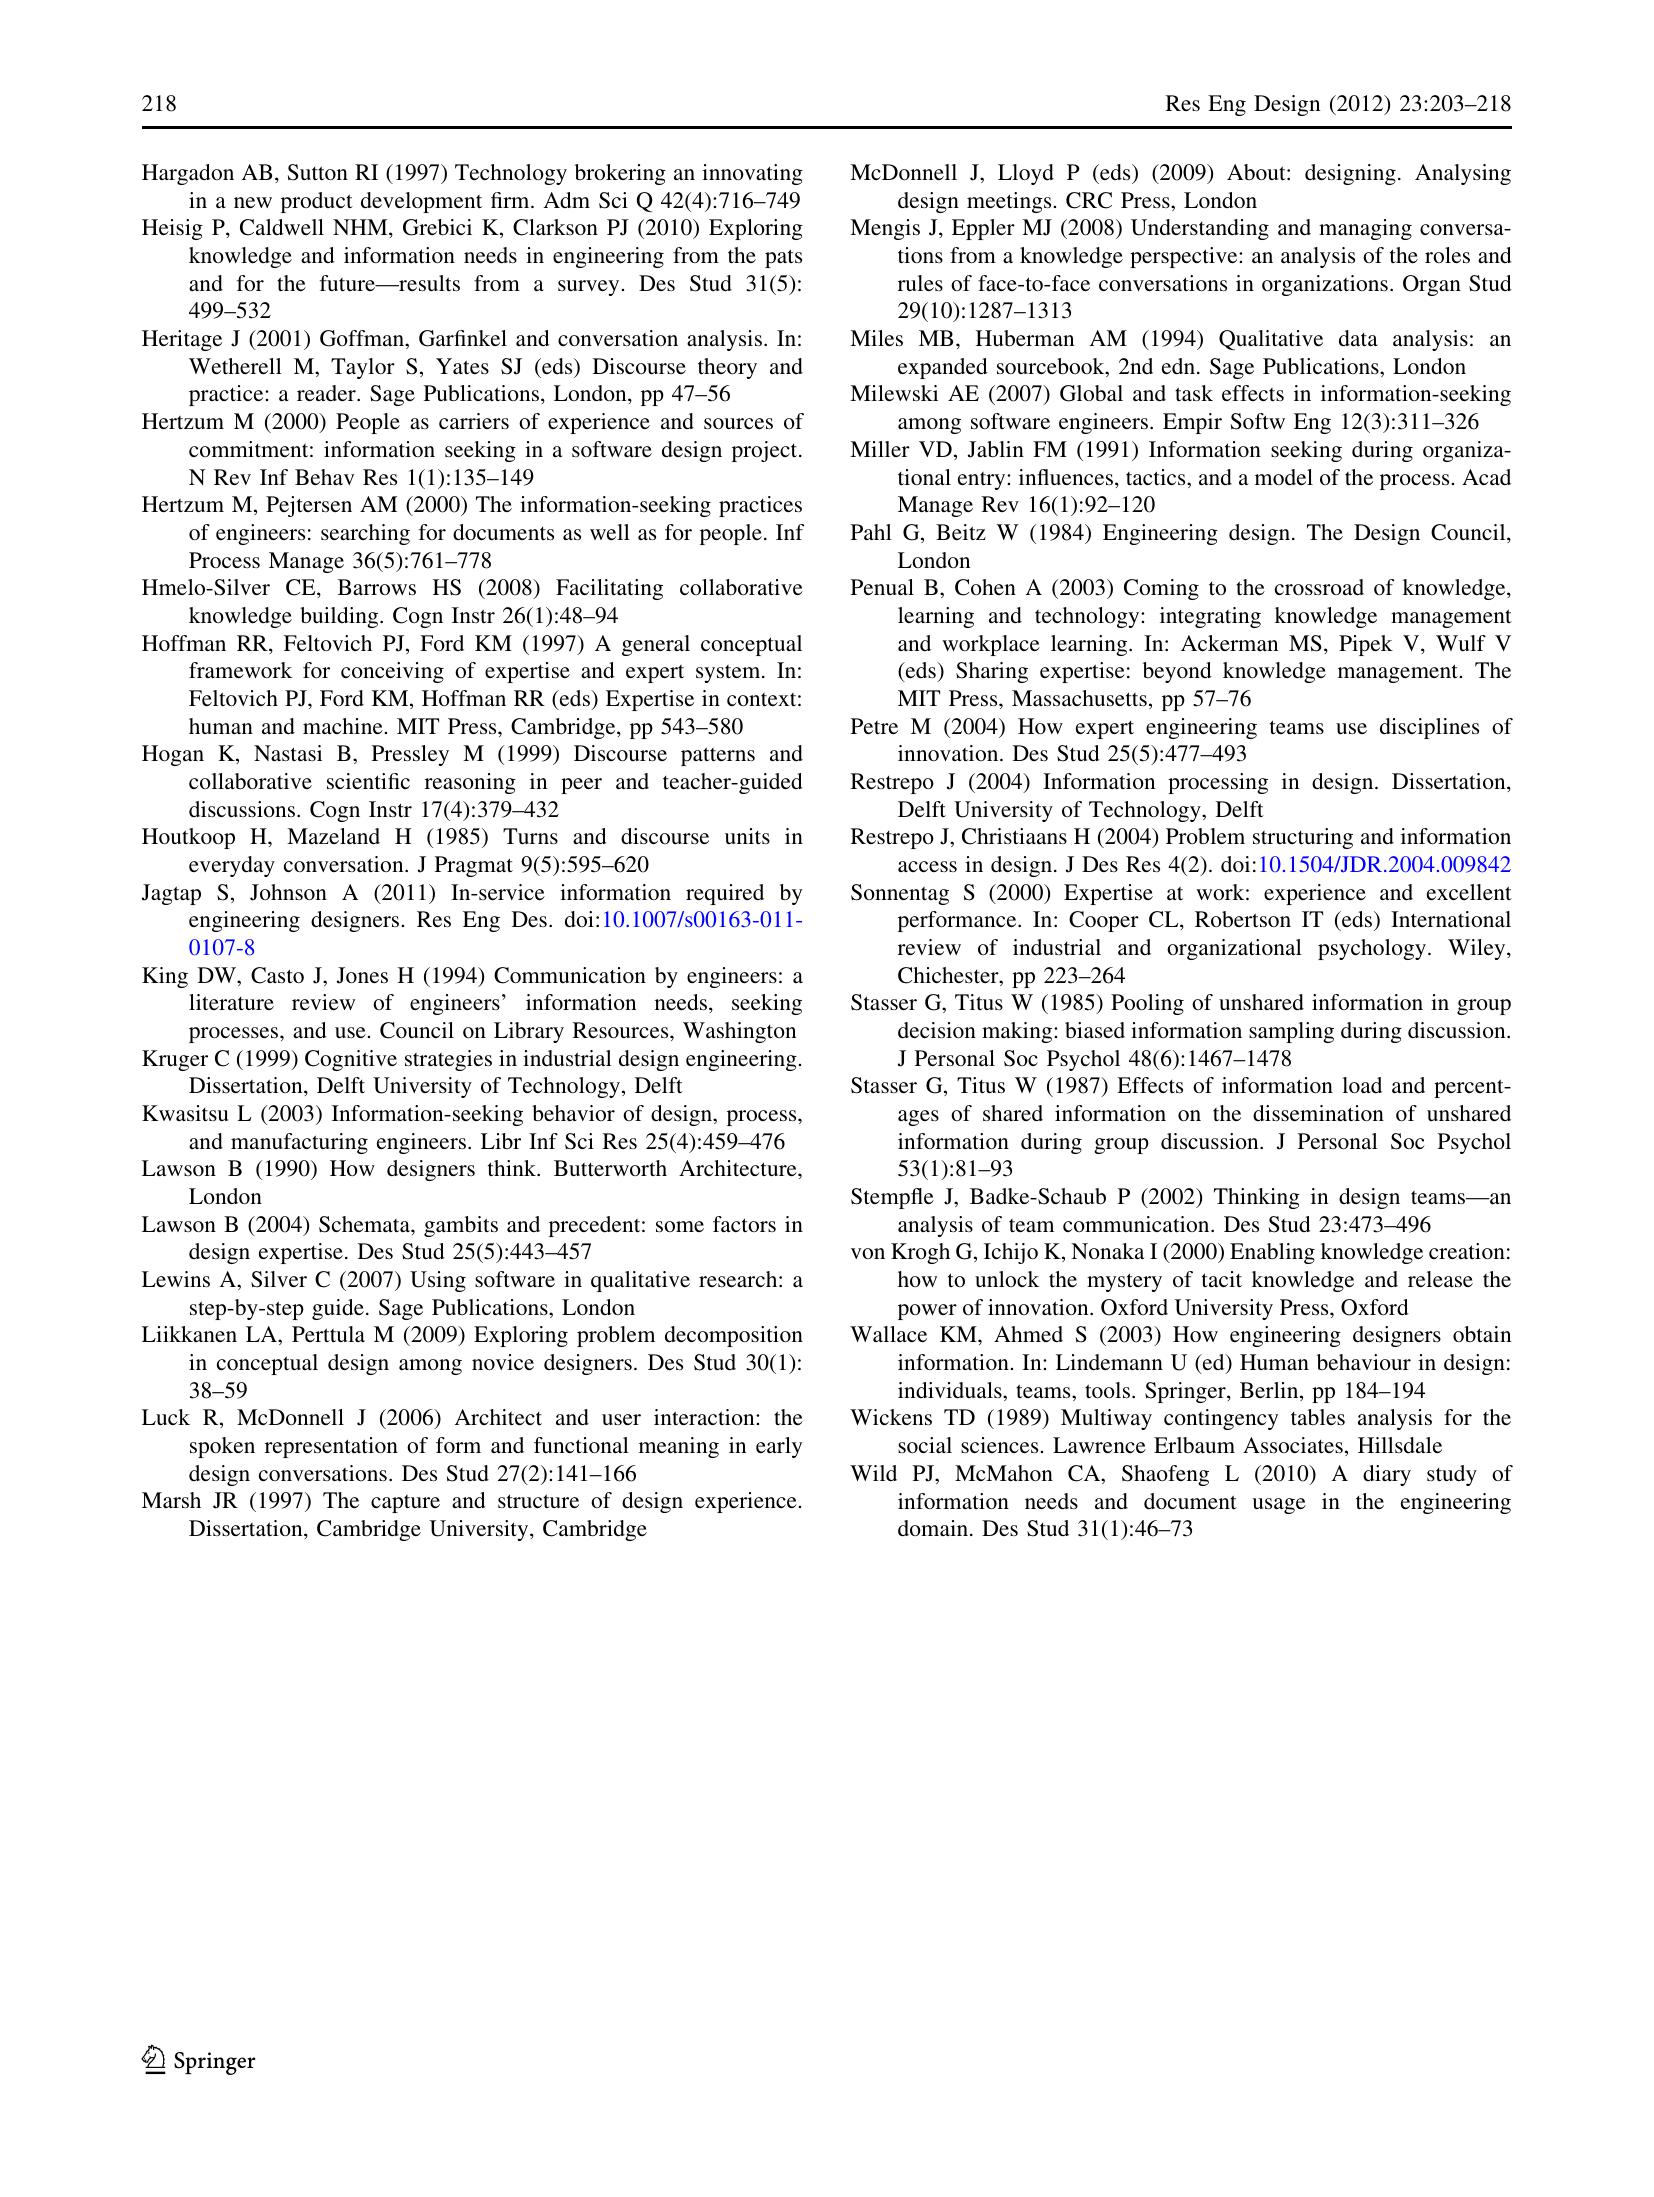 218
Res Eng Design (2012) 23:203–218
Hargadon AB, Sutton RI (1997) Technology brokering an innovating
in a new product development firm. Adm Sci Q 42(4):716–749
Heisig P, Caldwell NHM, Grebici K, Clarkson PJ (2010) Exploring
knowledge and information needs in engineering from the pats
and for the future—results from a survey. Des Stud 31(5):
499–532
Heritage J (2001) Goffman, Garfinkel and conversation analysis. In:
Wetherell M, Taylor S, Yates SJ (eds) Discourse theory and
practice: a reader. Sage Publications, London, pp 47–56
Hertzum M (2000) People as carriers of experience and sources of
commitment: information seeking in a software design project.
N Rev Inf Behav Res 1(1):135–149
Hertzum M, Pejtersen AM (2000) The information-seeking practices
of engineers: searching for documents as well as for people. Inf
Process Manage 36(5):761–778
Hmelo-Silver CE, Barrows HS (2008) Facilitating collaborative
knowledge building. Cogn Instr 26(1):48–94
Hoffman RR, Feltovich PJ, Ford KM (1997) A general conceptual
framework for conceiving of expertise and expert system. In:
Feltovich PJ, Ford KM, Hoffman RR (eds) Expertise in context:
human and machine. MIT Press, Cambridge, pp 543–580
Hogan K, Nastasi B, Pressley M (1999) Discourse patterns and
collaborative scientific reasoning in peer and teacher-guided
discussions. Cogn Instr 17(4):379–432
Houtkoop H, Mazeland H (1985) Turns and discourse units in
everyday conversation. J Pragmat 9(5):595–620
Jagtap S, Johnson A (2011) In-service information required by
engineering designers. Res Eng Des. doi:10.1007/s00163-011-
0107-8
King DW, Casto J, Jones H (1994) Communication by engineers: a
literature review of engineers’ information needs, seeking
processes, and use. Council on Library Resources, Washington
Kruger C (1999) Cognitive strategies in industrial design engineering.
Dissertation, Delft University of Technology, Delft
Kwasitsu L (2003) Information-seeking behavior of design, process,
and manufacturing engineers. Libr Inf Sci Res 25(4):459–476
Lawson B (1990) How designers think. Butterworth Architecture,
London
Lawson B (2004) Schemata, gambits and precedent: some factors in
design expertise. Des Stud 25(5):443–457
Lewins A, Silver C (2007) Using software in qualitative research: a
step-by-step guide. Sage Publications, London
Liikkanen LA, Perttula M (2009) Exploring problem decomposition
in conceptual design among novice designers. Des Stud 30(1):
38–59
Luck R, McDonnell J (2006) Architect and user interaction: the
spoken representation of form and functional meaning in early
design conversations. Des Stud 27(2):141–166
Marsh JR (1997) The capture and structure of design experience.
Dissertation, Cambridge University, Cambridge
McDonnell J, Lloyd P (eds) (2009) About: designing. Analysing
design meetings. CRC Press, London
Mengis J, Eppler MJ (2008) Understanding and managing conversa-
tions from a knowledge perspective: an analysis of the roles and
rules of face-to-face conversations in organizations. Organ Stud
29(10):1287–1313
Miles MB, Huberman AM (1994) Qualitative data analysis: an
expanded sourcebook, 2nd edn. Sage Publications, London
Milewski AE (2007) Global and task effects in information-seeking
among software engineers. Empir Softw Eng 12(3):311–326
Miller VD, Jablin FM (1991) Information seeking during organiza-
tional entry: influences, tactics, and a model of the process. Acad
Manage Rev 16(1):92–120
Pahl G, Beitz W (1984) Engineering design. The Design Council,
London
Penual B, Cohen A (2003) Coming to the crossroad of knowledge,
learning and technology: integrating knowledge management
and workplace learning. In: Ackerman MS, Pipek V, Wulf V
(eds) Sharing expertise: beyond knowledge management. The
MIT Press, Massachusetts, pp 57–76
Petre M (2004) How expert engineering teams use disciplines of
innovation. Des Stud 25(5):477–493
Restrepo J (2004) Information processing in design. Dissertation,
Delft University of Technology, Delft
Restrepo J, Christiaans H (2004) Problem structuring and information
access in design. J Des Res 4(2). doi:10.1504/JDR.2004.009842
Sonnentag S (2000) Expertise at work: experience and excellent
performance. In: Cooper CL, Robertson IT (eds) International
review of industrial and organizational psychology. Wiley,
Chichester, pp 223–264
Stasser G, Titus W (1985) Pooling of unshared information in group
decision making: biased information sampling during discussion.
J Personal Soc Psychol 48(6):1467–1478
Stasser G, Titus W (1987) Effects of information load and percent-
ages of shared information on the dissemination of unshared
information during group discussion. J Personal Soc Psychol
53(1):81–93
Stempfle J, Badke-Schaub P (2002) Thinking in design teams—an
analysis of team communication. Des Stud 23:473–496
von Krogh G, Ichijo K, Nonaka I (2000) Enabling knowledge creation:
how to unlock the mystery of tacit knowledge and release the
power of innovation. Oxford University Press, Oxford
Wallace KM, Ahmed S (2003) How engineering designers obtain
information. In: Lindemann U (ed) Human behaviour in design:
individuals, teams, tools. Springer, Berlin, pp 184–194
Wickens TD (1989) Multiway contingency tables analysis for the
social sciences. Lawrence Erlbaum Associates, Hillsdale
Wild PJ, McMahon CA, Shaofeng L (2010) A diary study of
information needs and document usage in the engineering
domain. Des Stud 31(1):46–73
Springer